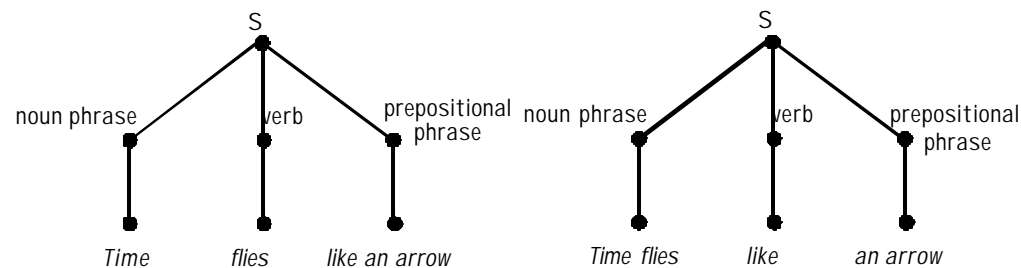 S S
noun phrase verb prepositional phrase noun phrase verb prepositional phrase
Time flies like an arrow Time flies like an arrow